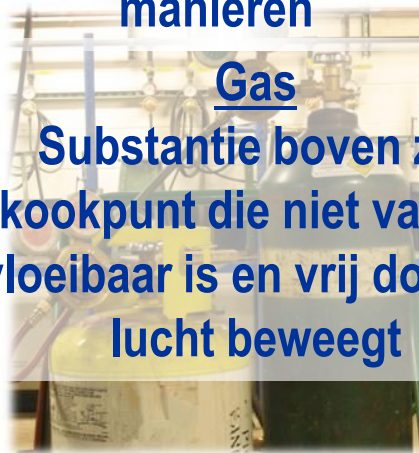 manieren
Gas
Substantie boven
kookpunt die niet va
vloeibaar is en vrij do
lucht beweegt